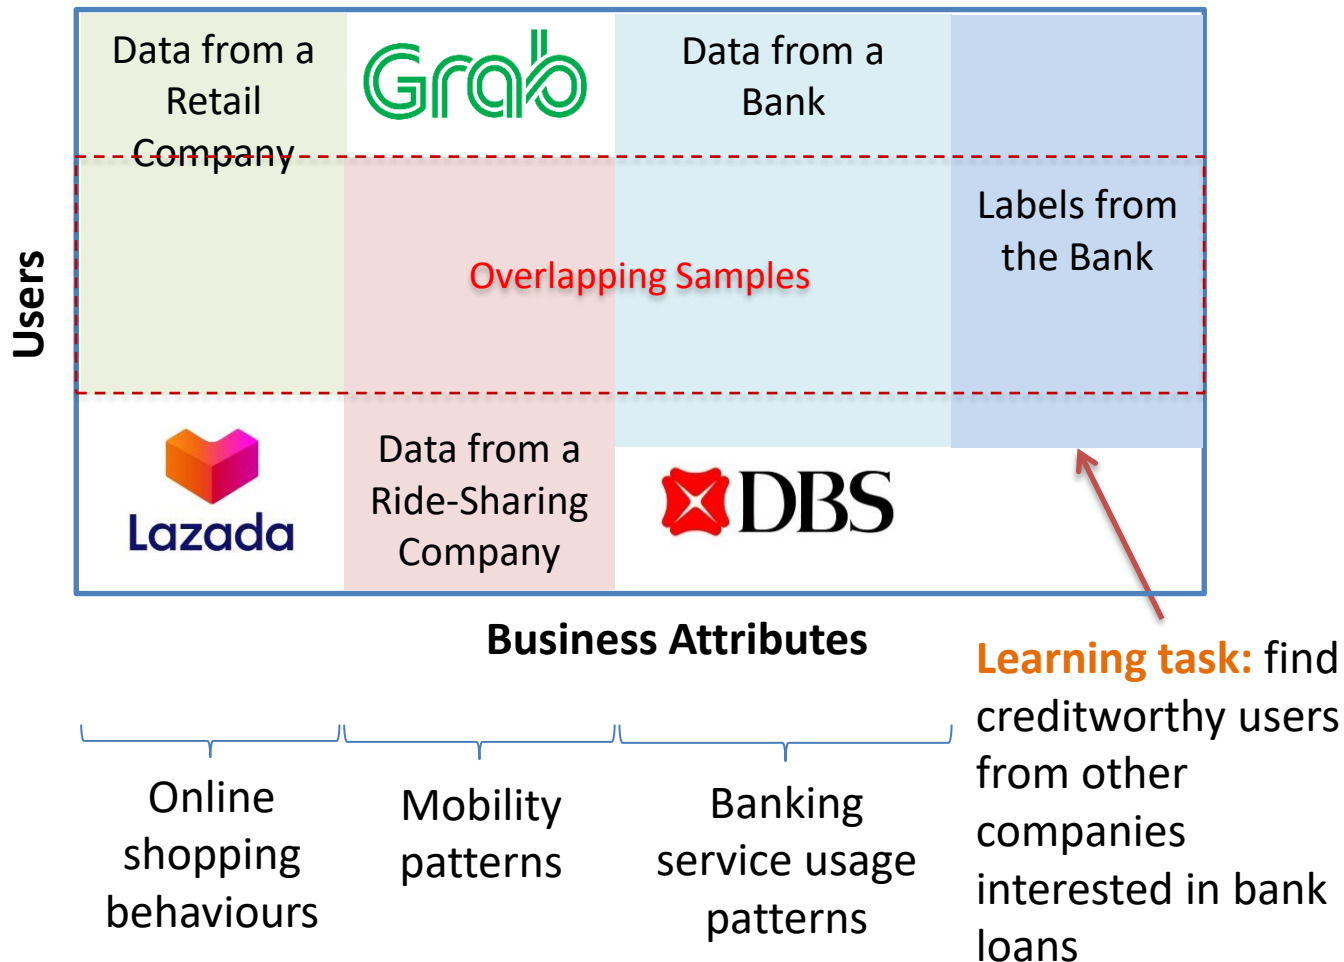 Data from a
Retail
Company
Grab
Data from a
Bank
Labels from
the Bank
Users
Overlapping Samples
Lazada
Data from a
Ride-Sharing
Company
DBS
Business Attributes
Learning task: find
creditworthy users
from other
companies
interested in bank
loans
Online
shopping
behaviours
Mobility
patterns
Banking
service usage
patterns